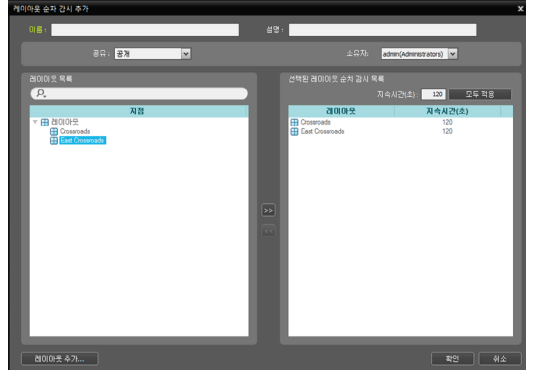 레이아웃 순차 감시 추가
이름 : 설명 :
공유 : 공개 소유자: admin(Administrators)
레이아웃 목록
선택된 레이아웃 순차 감시 목록
지속시간(초) : 120 모두 적용
지점
레이아웃 지속시간(초)
레이아웃
Crossroads
East Crossroads
Crossroads 120
East Crossroads 120
>>
<<
레이아웃 추가... 확인 취소